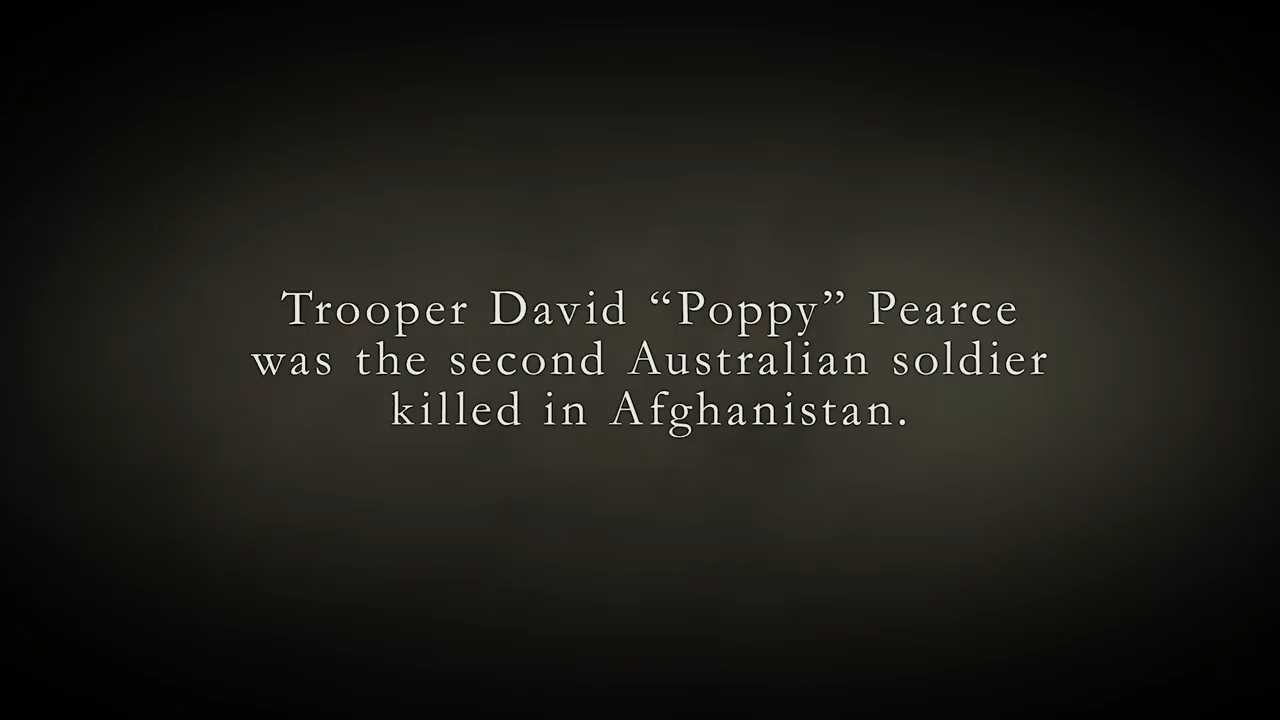 Trooper David “Poppy” Pearce
was the second Australian soldier
killed in Afghanistan.